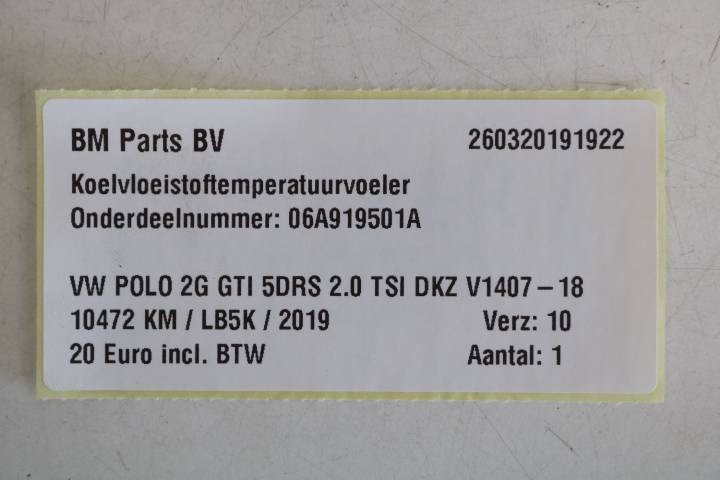 BM Parts BV 260320191922
Koelvloeistoftemperatuurvoeler
Onderdeelnummer: 06A919501A
VW POLO 2G GTI 5DRS 2.0 TSI DKZ V1407 – 18
10472 KM / LB5K / 2019 Verz: 10
20 Euro incl. BTW Aantal: 1